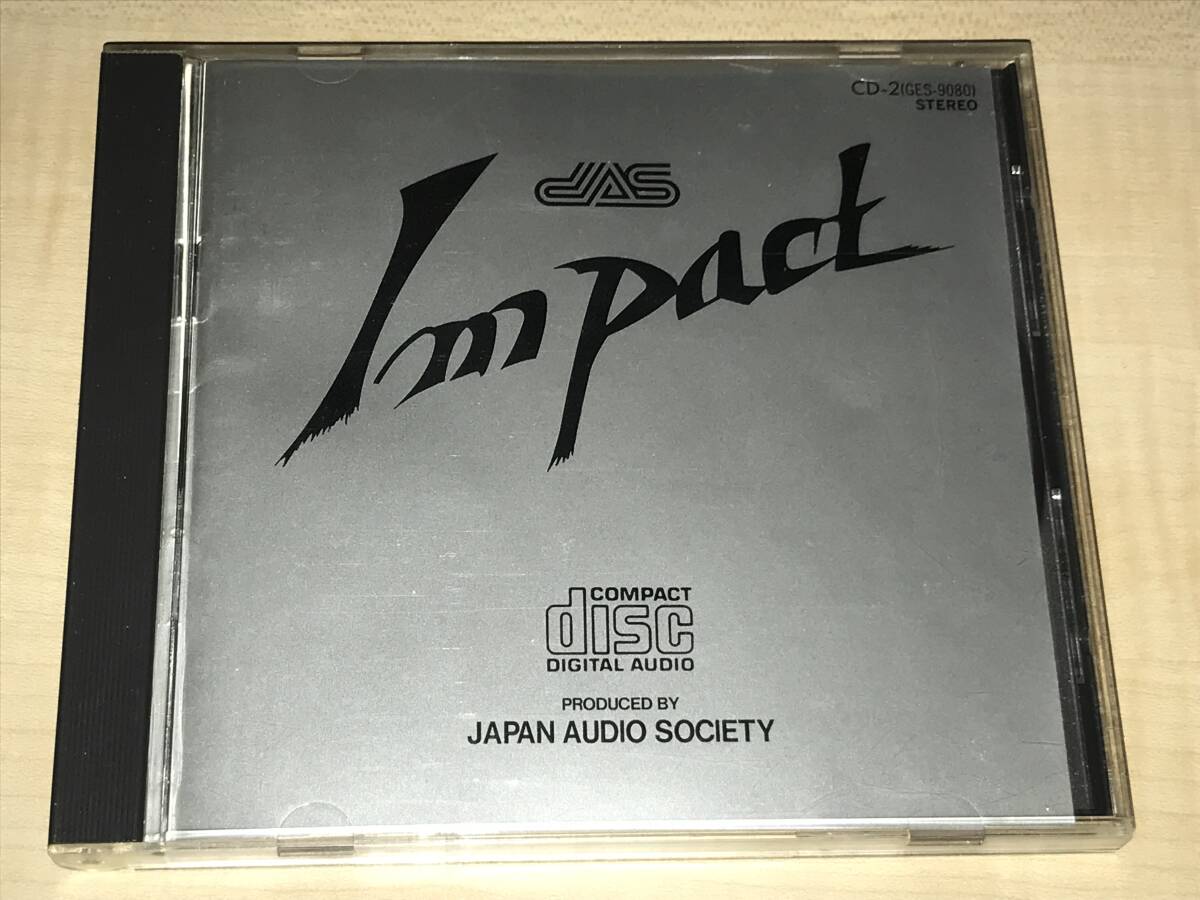 CD-2(GES-9080)
STEREO
JAS
Impact
COMPACT
disc
DIGITAL AUDIO
PRODUCED BY
JAPAN AUDIO SOCIETY